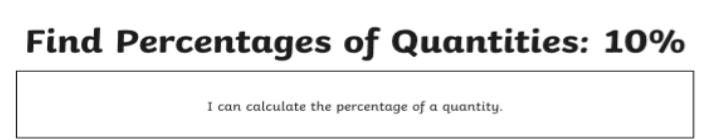 Find Percentages of Quantities: 10%
I can calculate the percentage of a quantity.